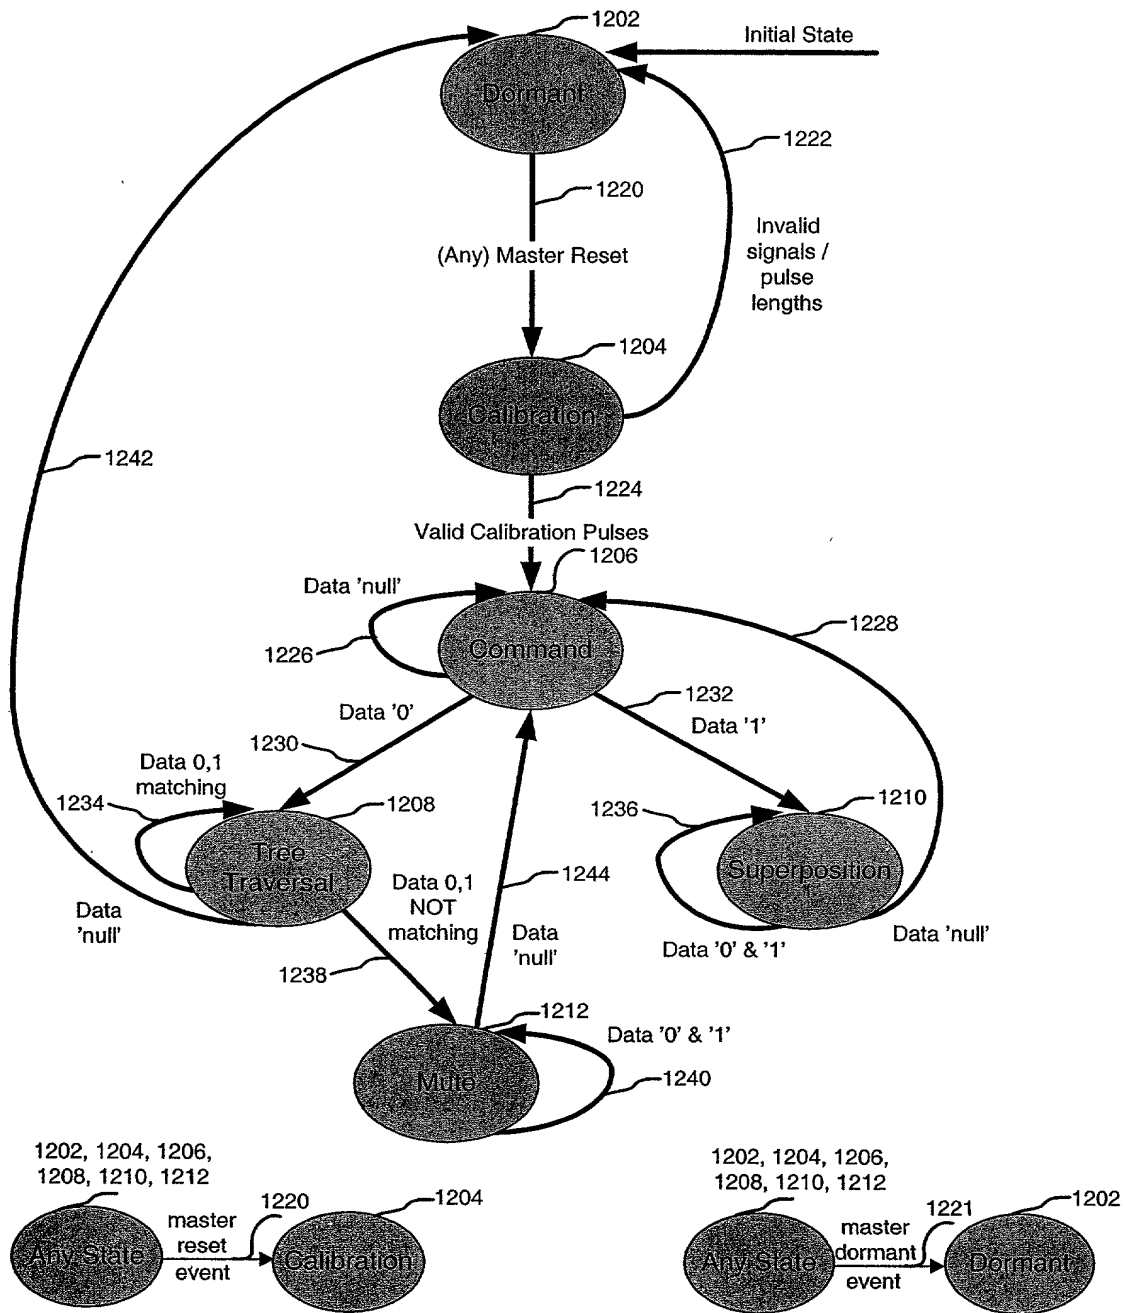 1202
Initial State
Dormant
1222
1220
Invalid
signals /
pulse
lengths
(Any) Master Reset
1204
Calibration
1242
1224
Valid Calibration Pulses
1206
Data 'null'
1228
1226
Command
1232
Data '0'
Data '1'
1230
Data 0,1
matching
1234
1208
1236
1210
Tree
Traversal
Data 0,1
NOT
matching
1244
Superposition
Data
'null'
Data
'null'
Data '0' & '1'
Data 'null'
1238
1212
Data '0' & '1'
Mute
1240
1202, 1204, 1206,
1208, 1210, 1212
1220
1204
Any State
master
reset
event
Calibration
1202, 1204, 1206,
1208, 1210, 1212
1221
1202
Any State
master
dormant
event
Dormant